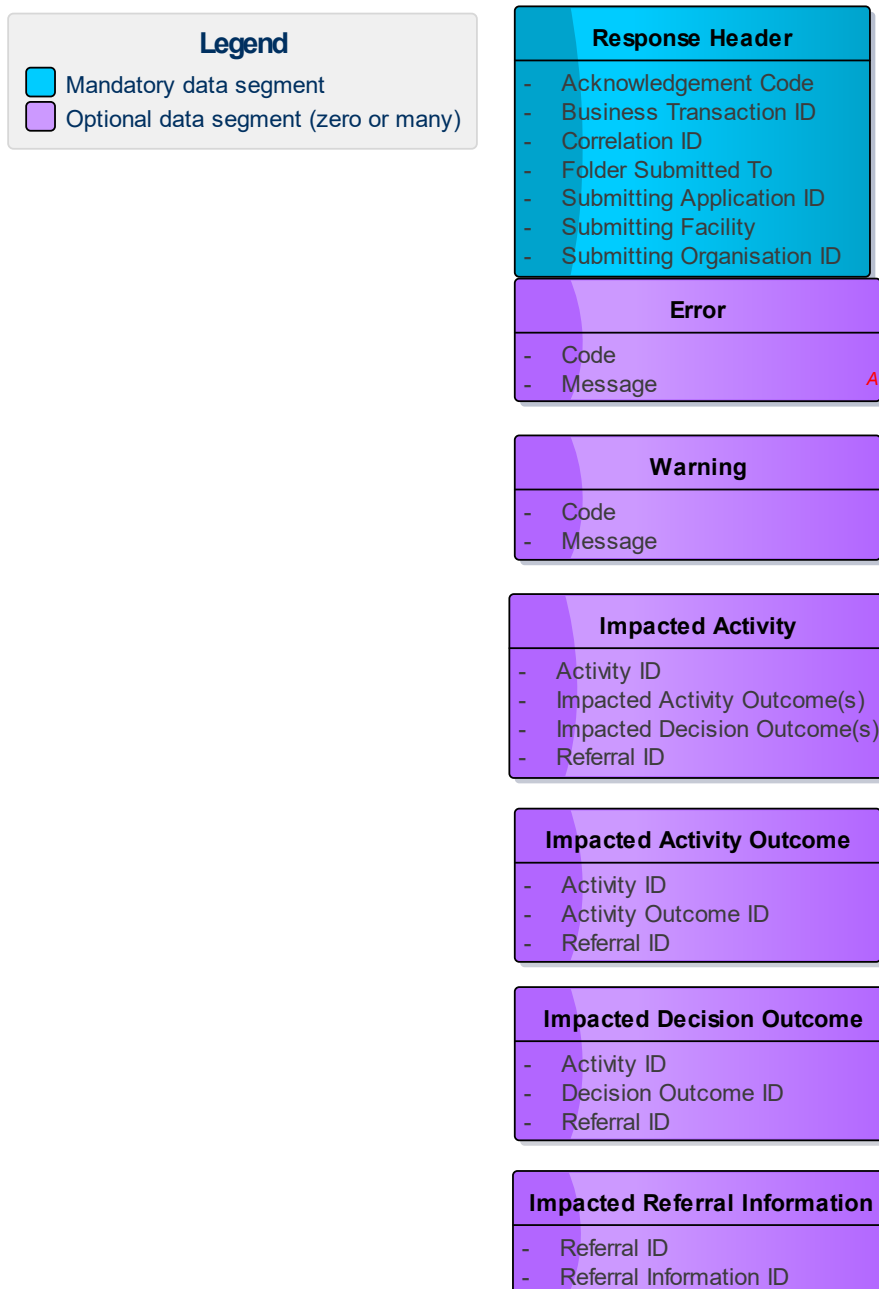 Legend
Mandatory data segment
Optional data segment (zero or many)
Response Header
- Acknowledgement Code
- Business Transaction ID
- Correlation ID
- Folder Submitted To
- Submitting Application ID
- Submitting Facility
- Submitting Organisation ID
Error
- Code
- Message
A
Warning
- Code
- Message
Impacted Activity
- Activity ID
- Impacted Activity Outcome(s)
- Impacted Decision Outcome(s)
- Referral ID
Impacted Activity Outcome
- Activity ID
- Activity Outcome ID
- Referral ID
Impacted Decision Outcome
- Activity ID
- Decision Outcome ID
- Referral ID
Impacted Referral Information
- Referral ID
- Referral Information ID